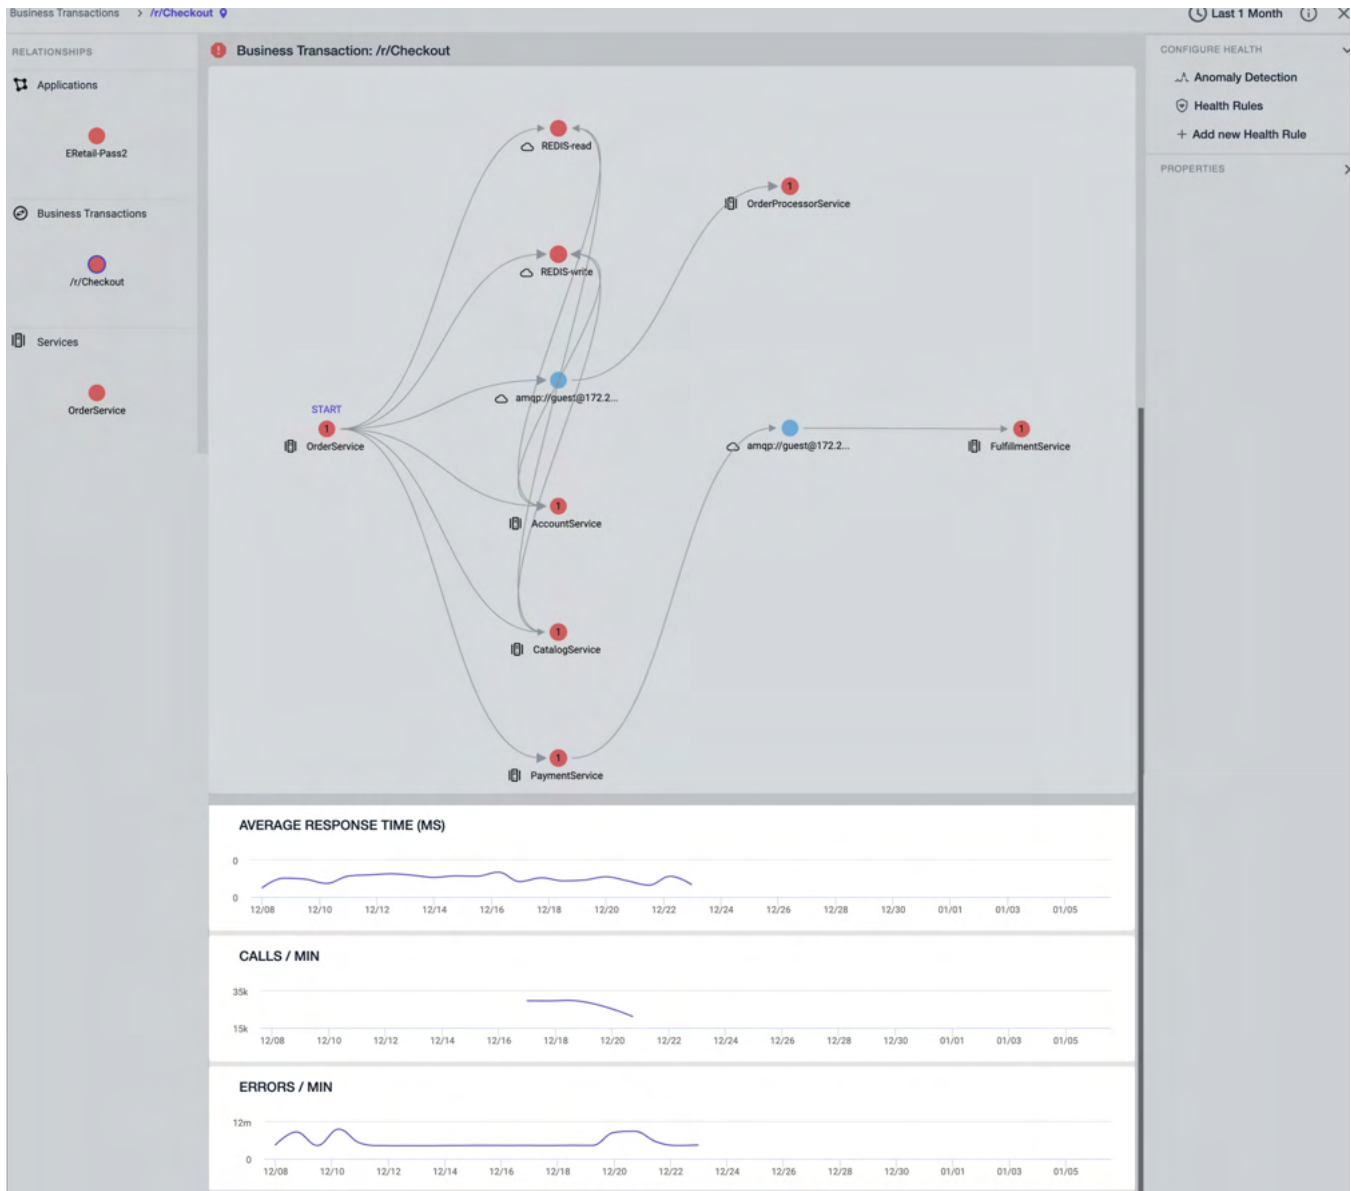 Business Transactions > /r/Checkout
Last 1 Month
RELATIONSHIPS
Applications
ERetail-Pass2
Business Transactions
/r/Checkout
Services
OrderService
Business Transaction: /r/Checkout
REDIS-read
1
OrderProcessorService
REDIS-write
amqp://guest@172.2...
START
1
OrderService
amqp://guest@172.2...
1
FulfillmentService
1
AccountService
1
CatalogService
1
PaymentService
CONFIGURE HEALTH
Anomaly Detection
Health Rules
+ Add new Health Rule
PROPERTIES
AVERAGE RESPONSE TIME (MS)
0
0
12/08 12/10 12/12 12/14 12/16 12/18 12/20 12/22 12/24 12/26 12/28 12/30 01/01 01/03 01/05
CALLS / MIN
35k
15k
12/08 12/10 12/12 12/14 12/16 12/18 12/20 12/22 12/24 12/26 12/28 12/30 01/01 01/03 01/05
ERRORS / MIN
12m
0
12/08 12/10 12/12 12/14 12/16 12/18 12/20 12/22 12/24 12/26 12/28 12/30 01/01 01/03 01/05